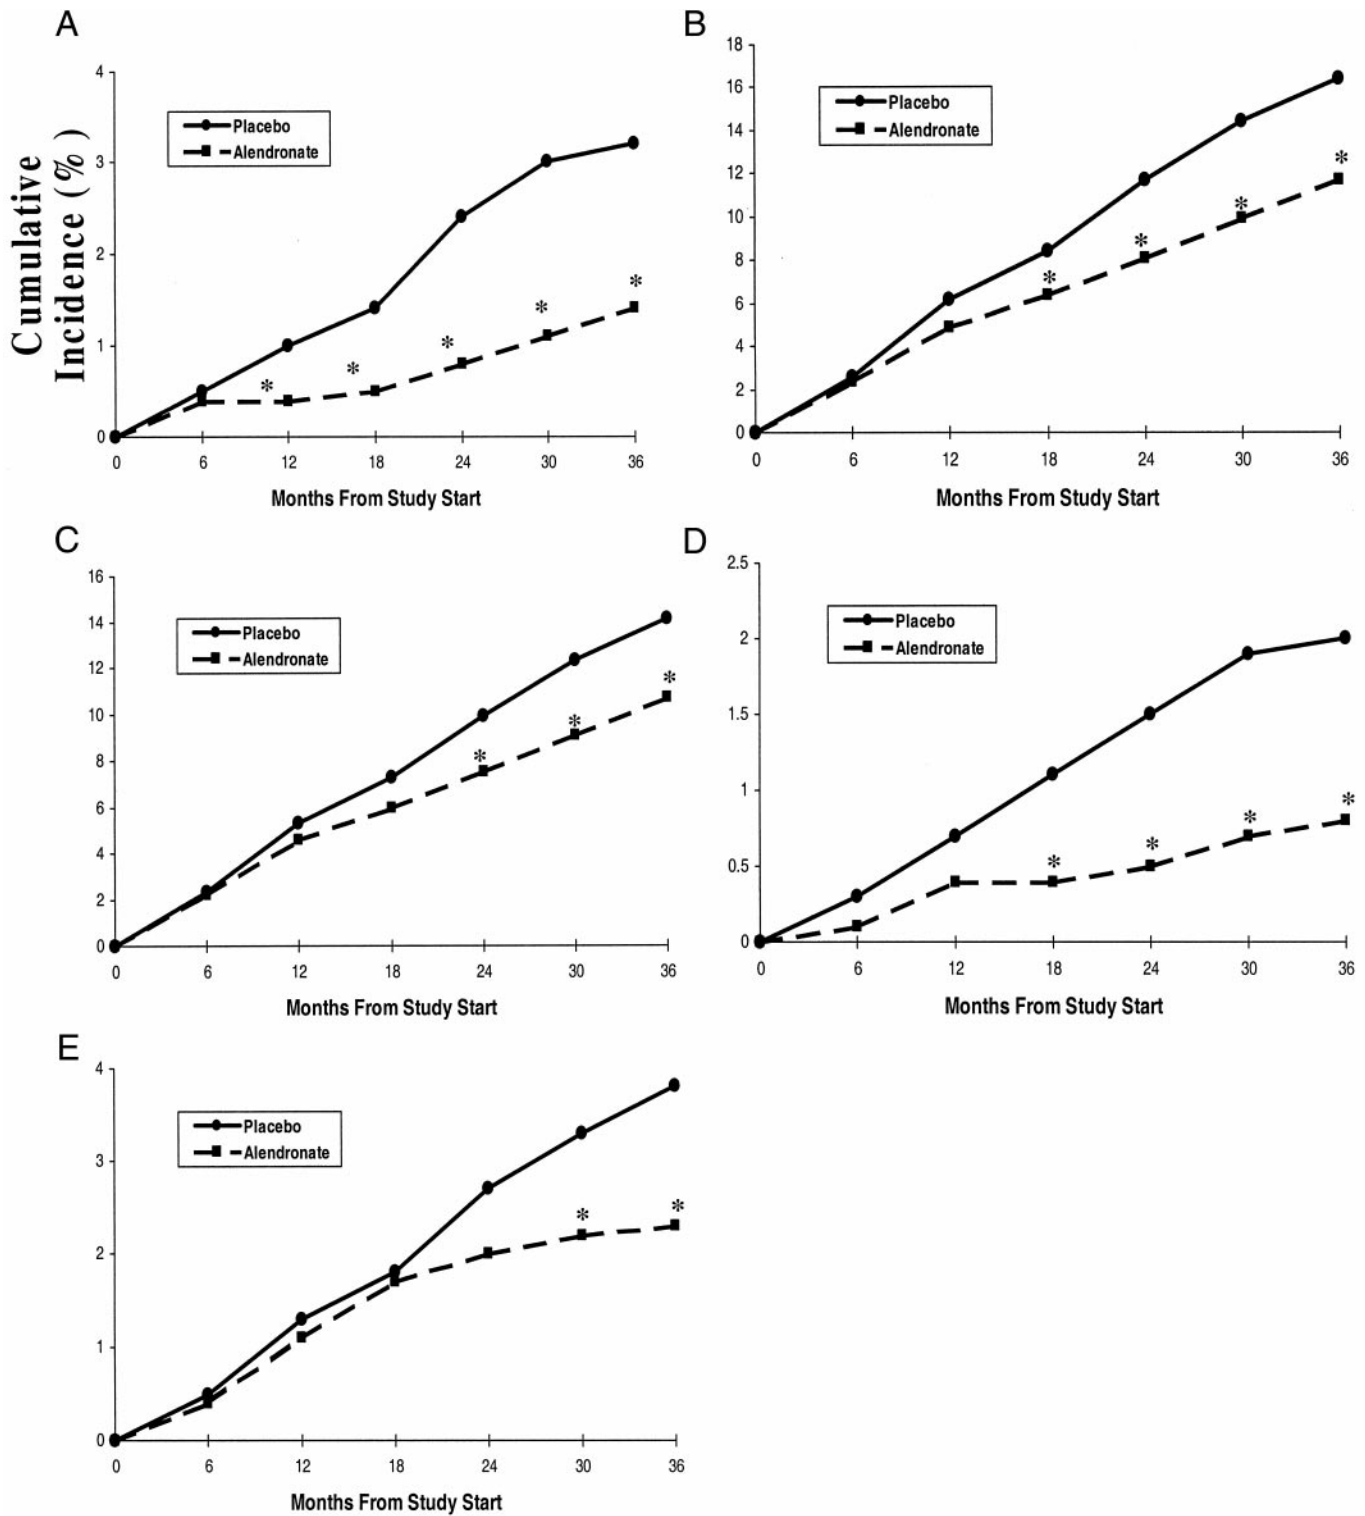 A
Cumulative
Incidence (%)
4
3
2
1
0
Placebo
Alendronate
*
*
*
*
*
0 6 12 18 24 30 36
Months From Study Start
B
18
16
14
12
10
8
6
4
2
0
Placebo
Alendronate
*
*
*
*
0 6 12 18 24 30 36
Months From Study Start
C
16
14
12
10
8
6
4
2
0
Placebo
Alendronate
*
*
*
0 6 12 18 24 30 36
Months From Study Start
D
2.5
2
1.5
1
0.5
0
Placebo
Alendronate
*
*
*
*
0 6 12 18 24 30 36
Months From Study Start
E
4
3
2
1
0
Placebo
Alendronate
*
*
0 6 12 18 24 30 36
Months From Study Start